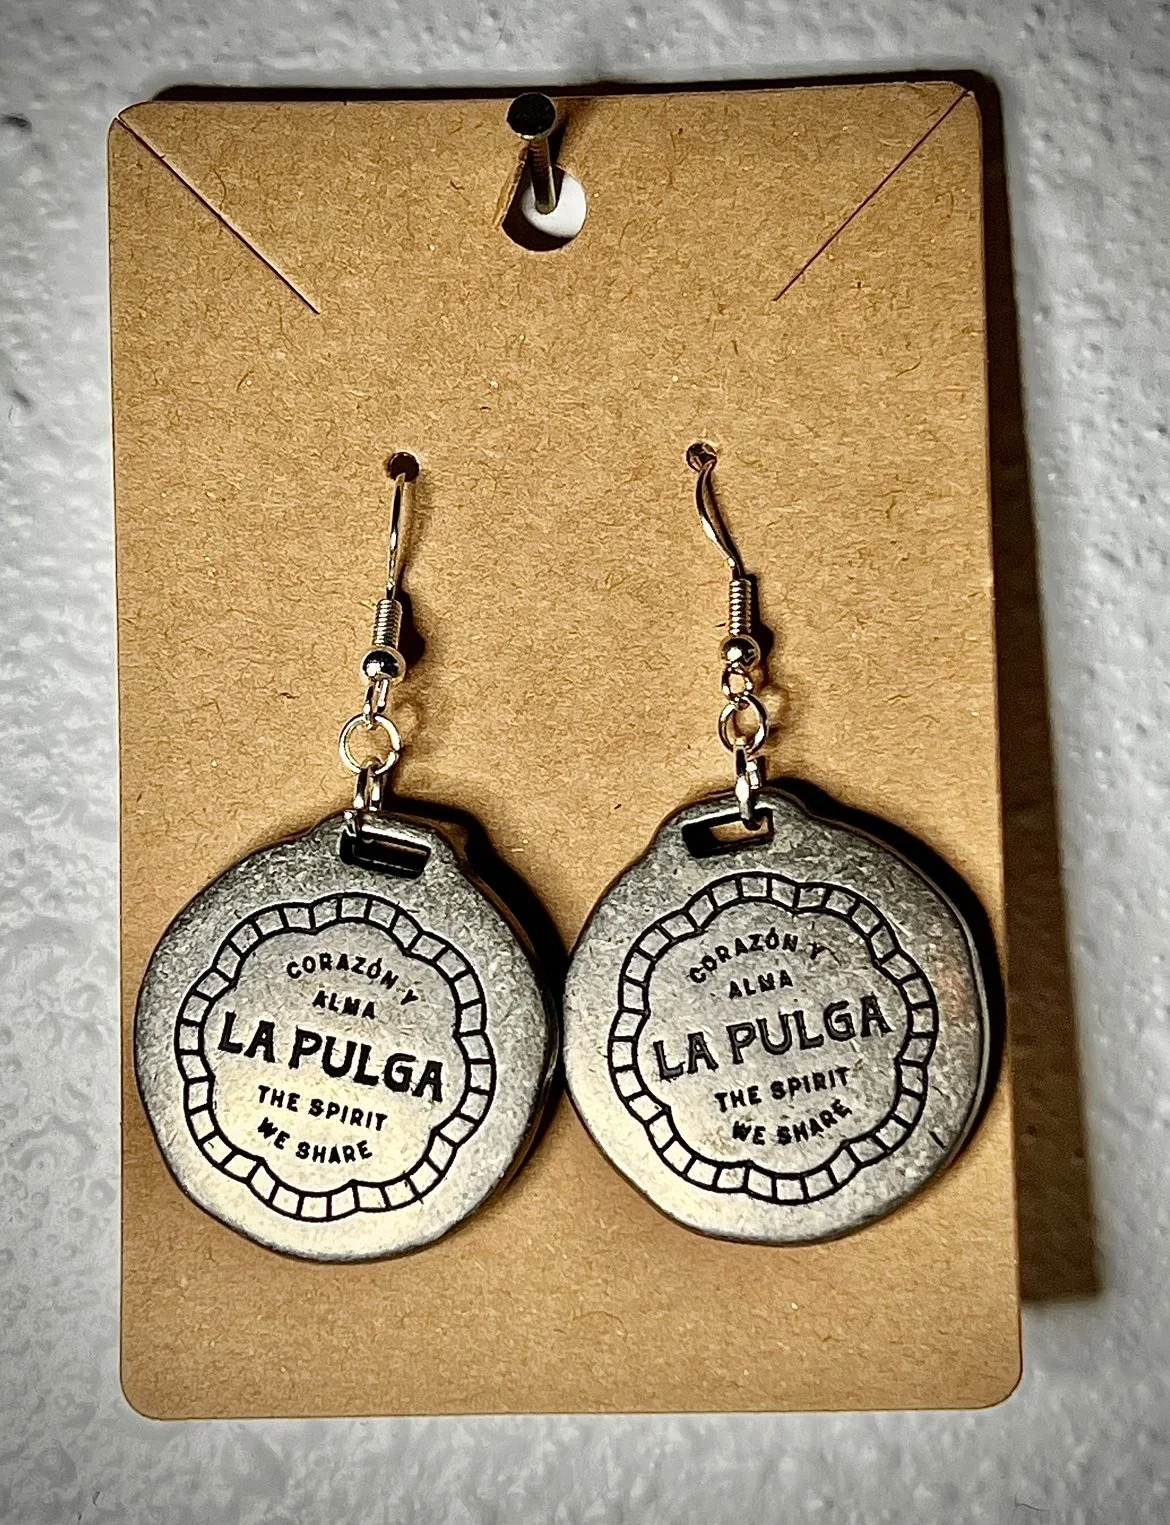 CORAZÓN Y
ALMA
LA PULGA
THE SPIRIT
WE SHARE
CORAZÓN Y
ALMA
LA PULGA
THE SPIRIT
WE SHARE